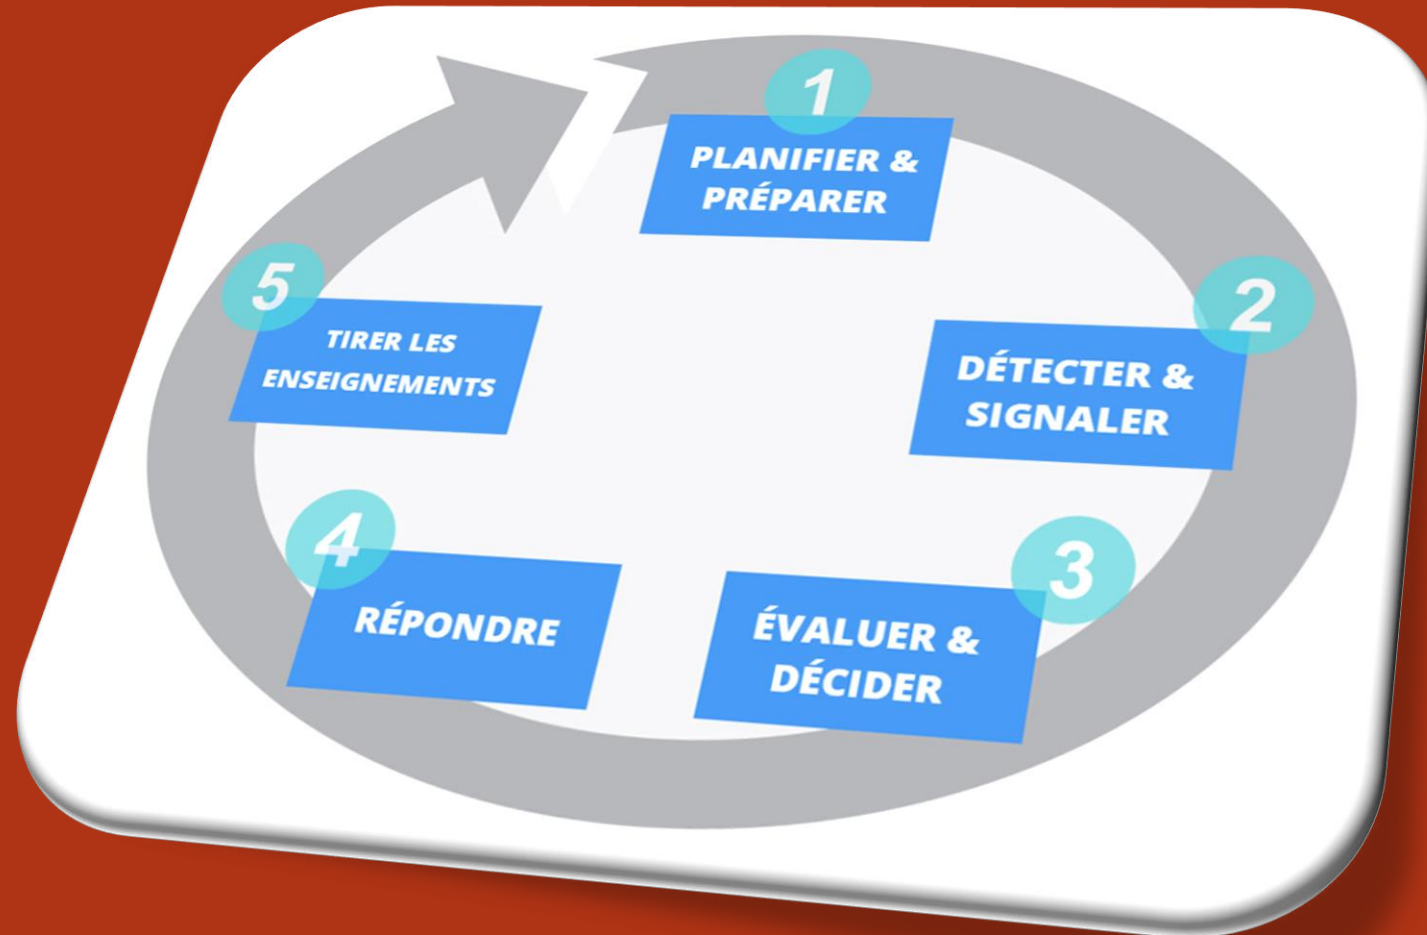 1
PLANIFIER &
PRÉPARER
2
DÉTECTER &
SIGNALER
3
ÉVALUER &
DÉCIDER
4
RÉPONDRE
5
TIRER LES
ENSEIGNEMENTS